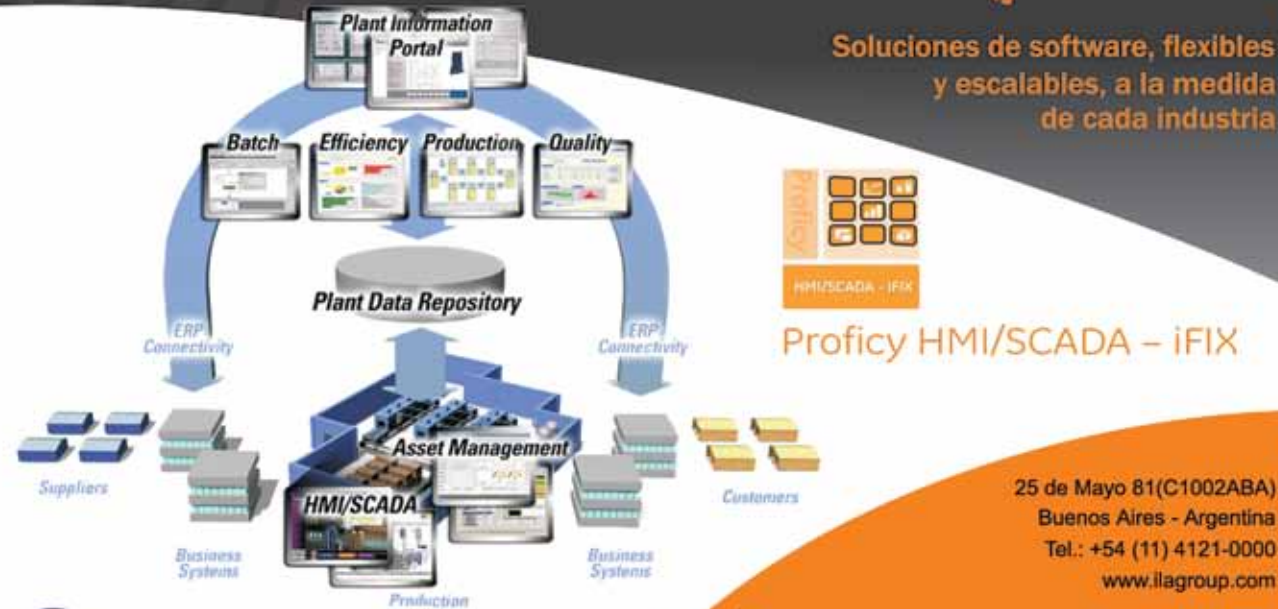 Soluciones de software, flexibles
y escalables, a la medida
de cada industria
Plant Information
Portal
Batch
Efficiency
Production
Quality
Plant Data Repository
ERP
Connectivity
ERP
Connectivity
Proficy
HMI/SCADA - iFIX
Proficy HMI/SCADA – iFIX
Asset Management
HMI/SCADA
Suppliers
Customers
Business
Systems
Business
Systems
Production
25 de Mayo 81(C1002ABA)
Buenos Aires - Argentina
Tel.: +54 (11) 4121-0000
www.ilagroup.com